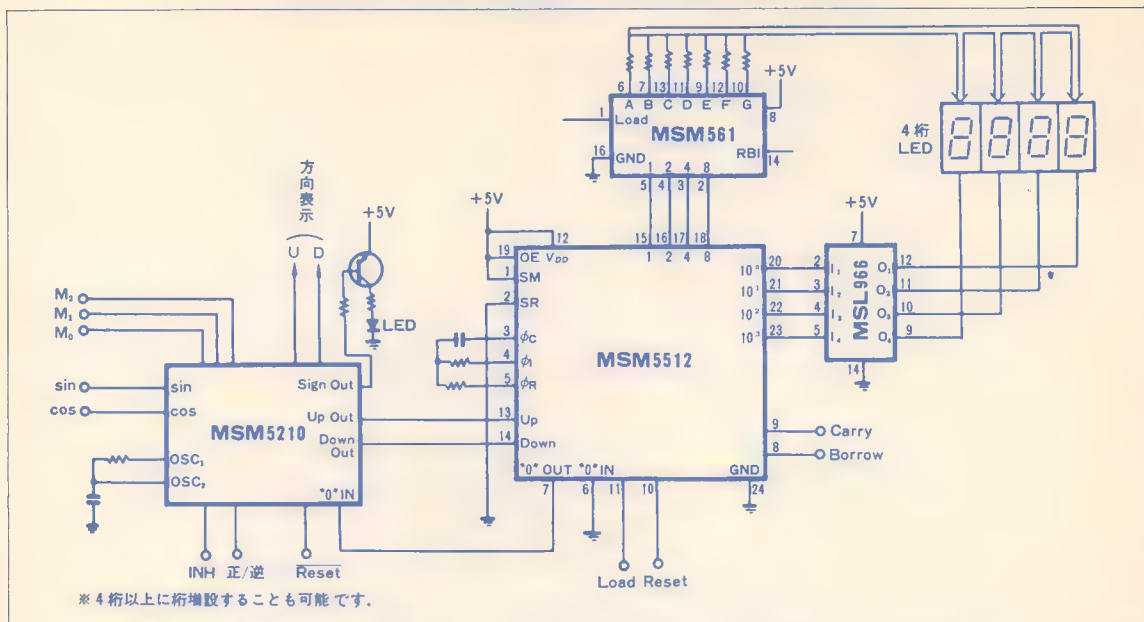 6 7 13 11 9 12 10
A B C D E F G
+5V
1
Load
MSM561
8
16
GND
RBI
14
1 2 4 8
5 4 3 2
4桁
LED
方向表示
U D
+5V
LED
+5V
12
19
OE VDD
1
SM
2
SR
3
φC
4
φI
5
φR
13
Up
14
Down
15 16 17 18
1 2 4 8
MSM5512
10⁰ 20
10¹ 21
10² 22
10³ 23
7
MSL966
2 I₁ O₁ 12
3 I₂ O₂ 11
4 I₃ O₃ 10
5 I₄ O₄ 9
14
9
Carry
8
Borrow
"0" OUT "0" IN
GND
7 6 11 10 24
Load Reset
M₂
M₁
M₀
sin
cos
sin
cos
MSM5210
Sign Out
Up Out
Down
Out
OSC₁
OSC₂
"0" IN
INH 正/逆 Reset
※ 4桁以上に桁増設することも可能です.